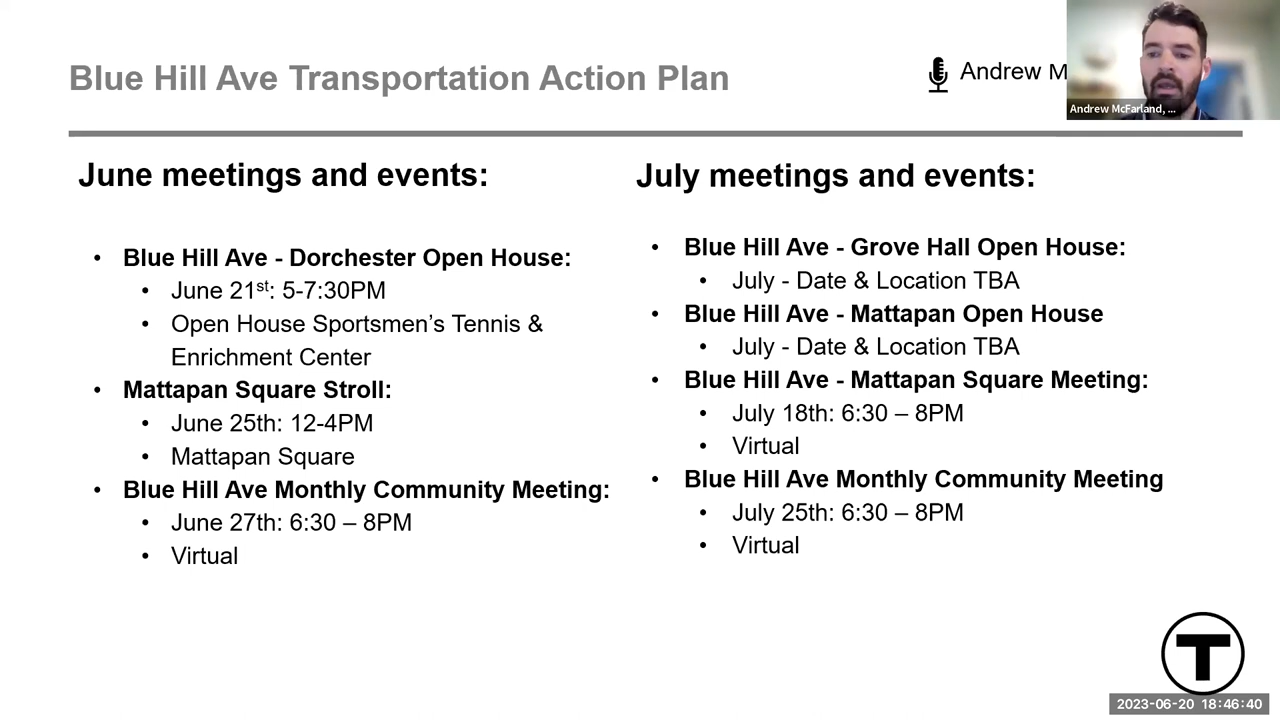 Blue Hill Ave Transportation Action Plan
Andrew M
Andrew McFarland, ...
June meetings and events:
• Blue Hill Ave - Dorchester Open House:
• June 21st: 5-7:30PM
• Open House Sportsmen’s Tennis &
Enrichment Center
• Mattapan Square Stroll:
• June 25th: 12-4PM
• Mattapan Square
• Blue Hill Ave Monthly Community Meeting:
• June 27th: 6:30 – 8PM
• Virtual
July meetings and events:
• Blue Hill Ave - Grove Hall Open House:
• July - Date & Location TBA
• Blue Hill Ave - Mattapan Open House
• July - Date & Location TBA
• Blue Hill Ave - Mattapan Square Meeting:
• July 18th: 6:30 – 8PM
• Virtual
• Blue Hill Ave Monthly Community Meeting
• July 25th: 6:30 – 8PM
• Virtual
T
2023-06-20 18:46:40